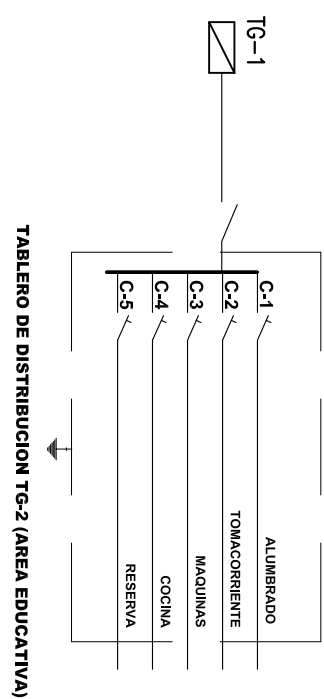 TG-1
C-1
ALUMBRADO
C-2
TOMACORRIENTE
C-3
MAQUINAS
C-4
COCINA
C-5
RESERVA
TABLERO DE DISTRIBUCION TG-2 (AREA EDUCATIVA)